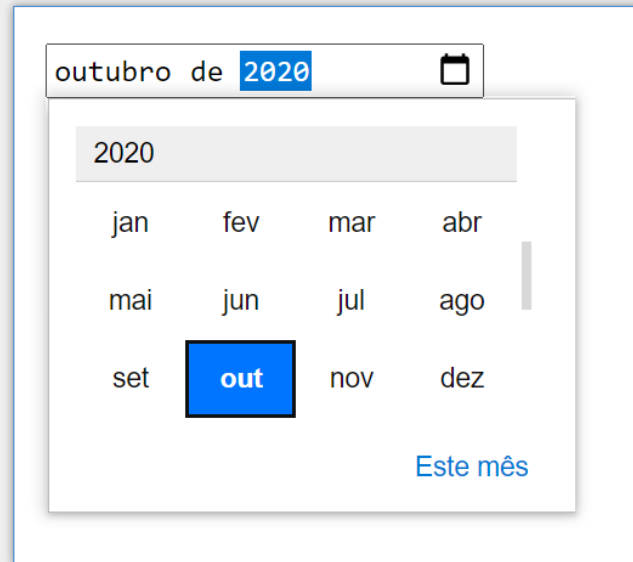 outubro de 2020
2020
jan fev mar abr
mai jun jul ago
set out nov dez
Este mês